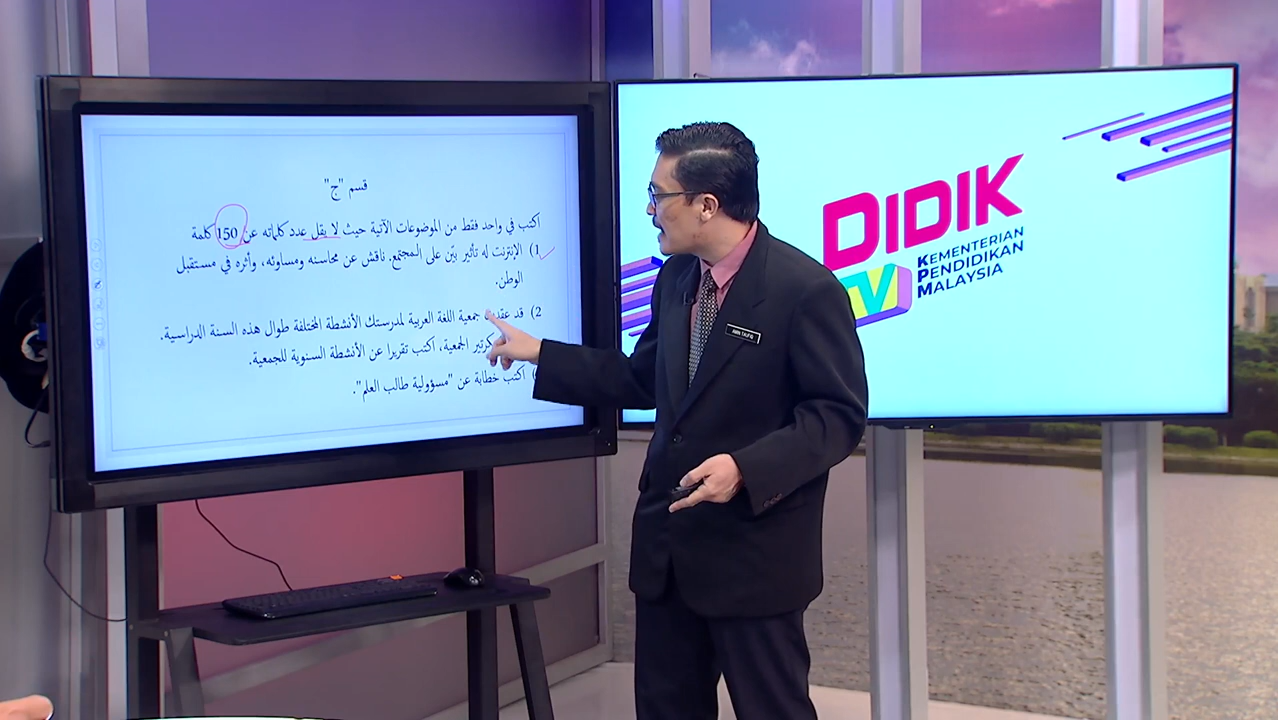 قسم "ج"
اكتب في واحد فقط من الموضوعات الآتية حيث لا يقل عدد كلماته عن 150 كلمة
1) الإنترنت له تأثير بيّن على المجتمع. ناقش عن محاسنه ومساوئه، وأثره في مستقبل
الوطن.
2) قد جمعية اللغة العربية لمدرستك الأنشطة المختلفة طوال هذه السنة الدراسية.
الجمعية، اكتب تقريرا عن الأنشطة السنوية للجمعية.
اكتب خطابة عن "مسؤولية طالب العلم".
DIDIK
TV
KEMENTERIAN
PENDIDIKAN
MALAYSIA